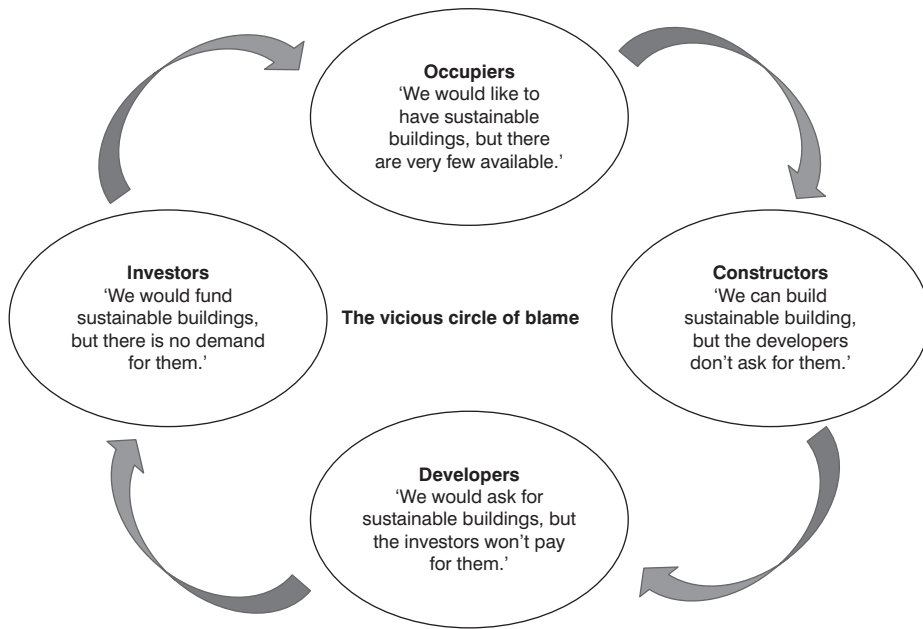 Occupiers
‘We would like to
have sustainable
buildings, but there
are very few available.’
Investors
‘We would fund
sustainable buildings,
but there is no demand
for them.’
The vicious circle of blame
Constructors
‘We can build
sustainable building,
but the developers
don’t ask for them.’
Developers
‘We would ask for
sustainable buildings, but
the investors won’t pay
for them.’